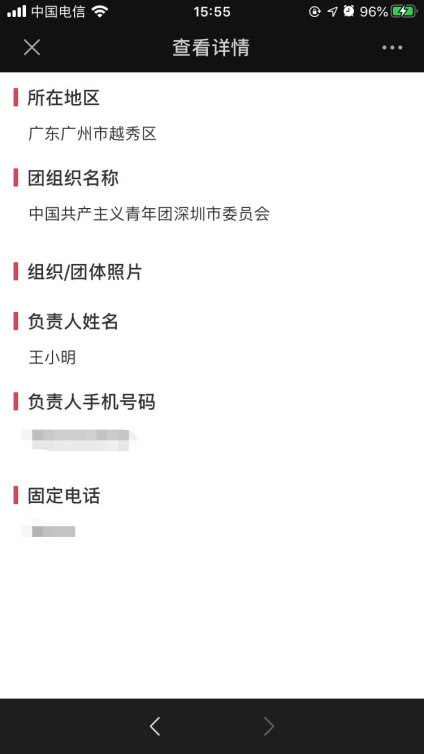 中国电信 15:55 96%
查看详情
所在地区
广东广州市越秀区
团组织名称
中国共产主义青年团深圳市委员会
组织/团体照片
负责人姓名
王小明
负责人手机号码
固定电话